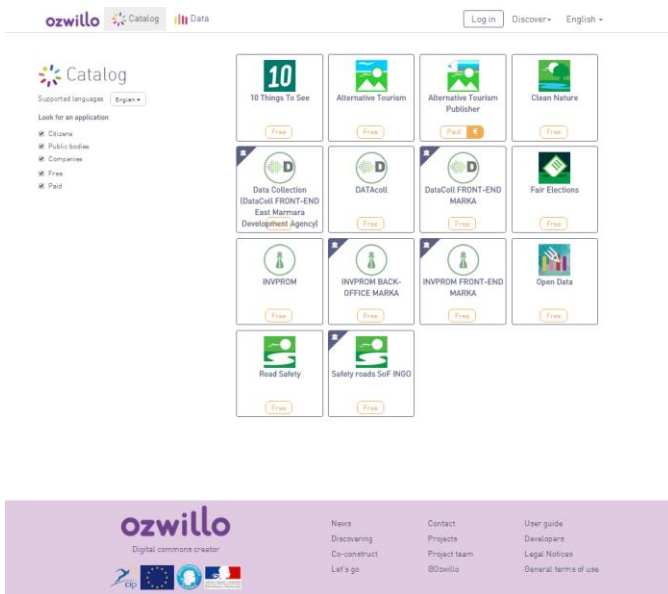 ozwillo Catalog Data Log in Discover English
Catalog
Supported languages English
Look for an application
Citizens
Public bodies
Companies
Free
Paid
10
10 Things To See
Free
Alternative Tourism
Free
Alternative Tourism
Publisher
Paid €
Clean Nature
Free
D
Data Collection
(DataColl FRONT-END
East Marmara
Development Agency)
Free
D
DATAcoll
Free
D
DataColl FRONT-END
MARKA
Free
Fair Elections
Free
INVPROM
Free
INVPROM BACK-
OFFICE MARKA
Free
INVPROM FRONT-END
MARKA
Free
Open Data
Free
Road Safety
Free
Safety roads SoF INGO
Free
ozwillo
Digital commons creator
cip
News
Discovering
Co-construct
Let's go
Contact
Projects
Project team
@Ozwillo
User guide
Developers
Legal Notices
General terms of use